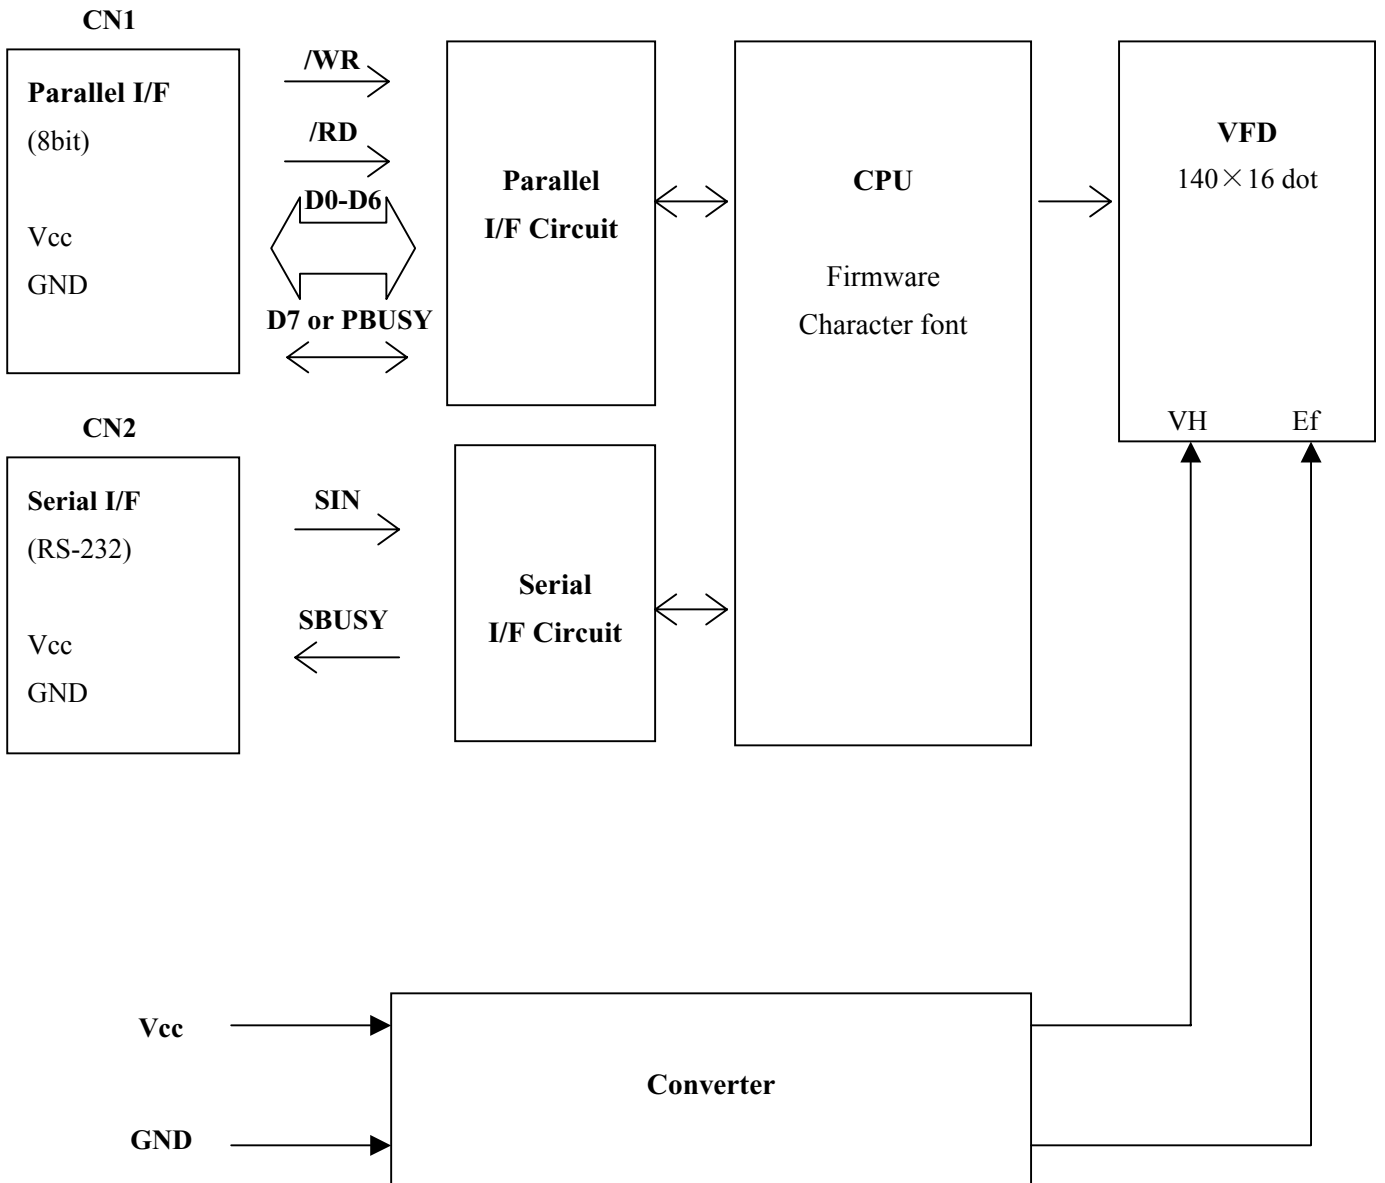 CN1
Parallel I/F
(8bit)
Vcc
GND
/WR
/RD
D0-D6
D7 or PBUSY
Parallel
I/F Circuit
CPU
Firmware
Character font
VFD
140×16 dot
VH Ef
CN2
Serial I/F
(RS-232)
Vcc
GND
SIN
SBUSY
Serial
I/F Circuit
Vcc
GND
Converter